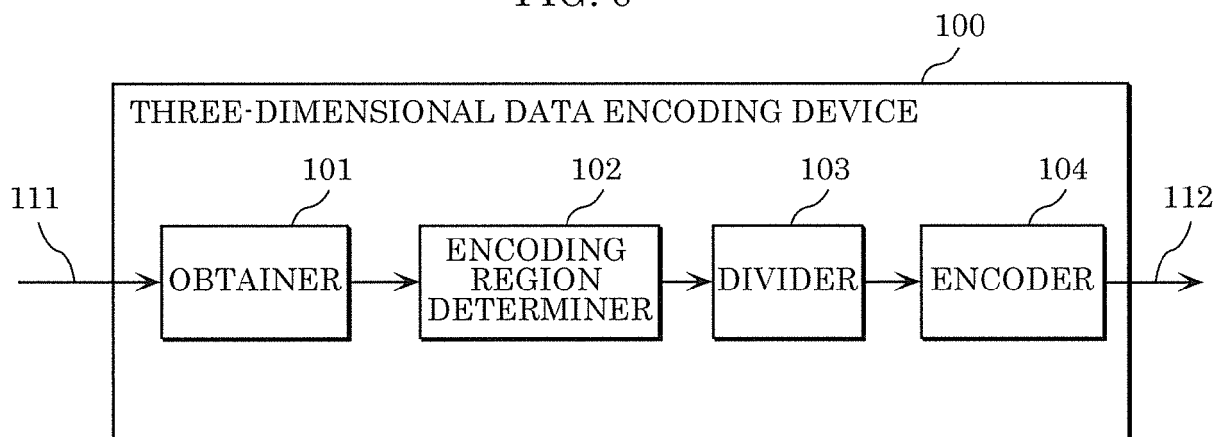 100
THREE-DIMENSIONAL DATA ENCODING DEVICE
101
102
103
104
111
112
OBTAINER
ENCODING
REGION
DETERMINER
DIVIDER
ENCODER